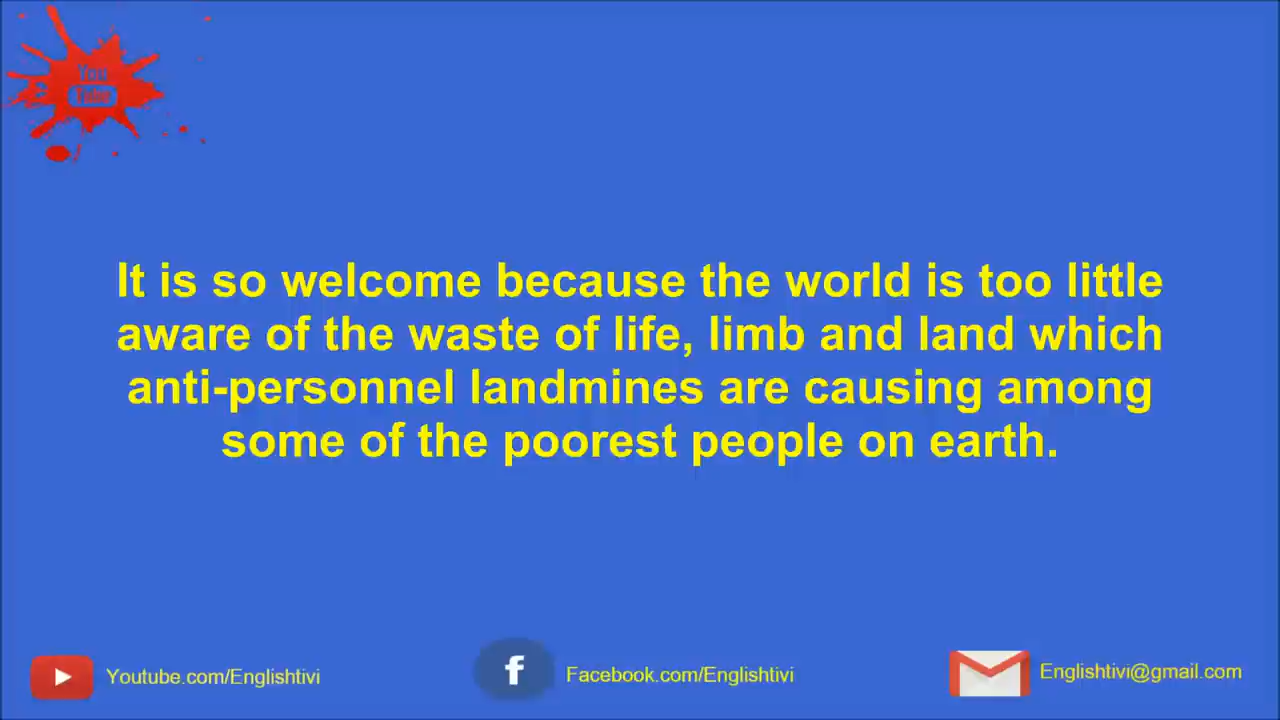 You
Tube
It is so welcome because the world is too little
aware of the waste of life, limb and land which
anti-personnel landmines are causing among
some of the poorest people on earth.
Youtube.com/Englishtivi
f
Facebook.com/Englishtivi
Englishtivi@gmail.com